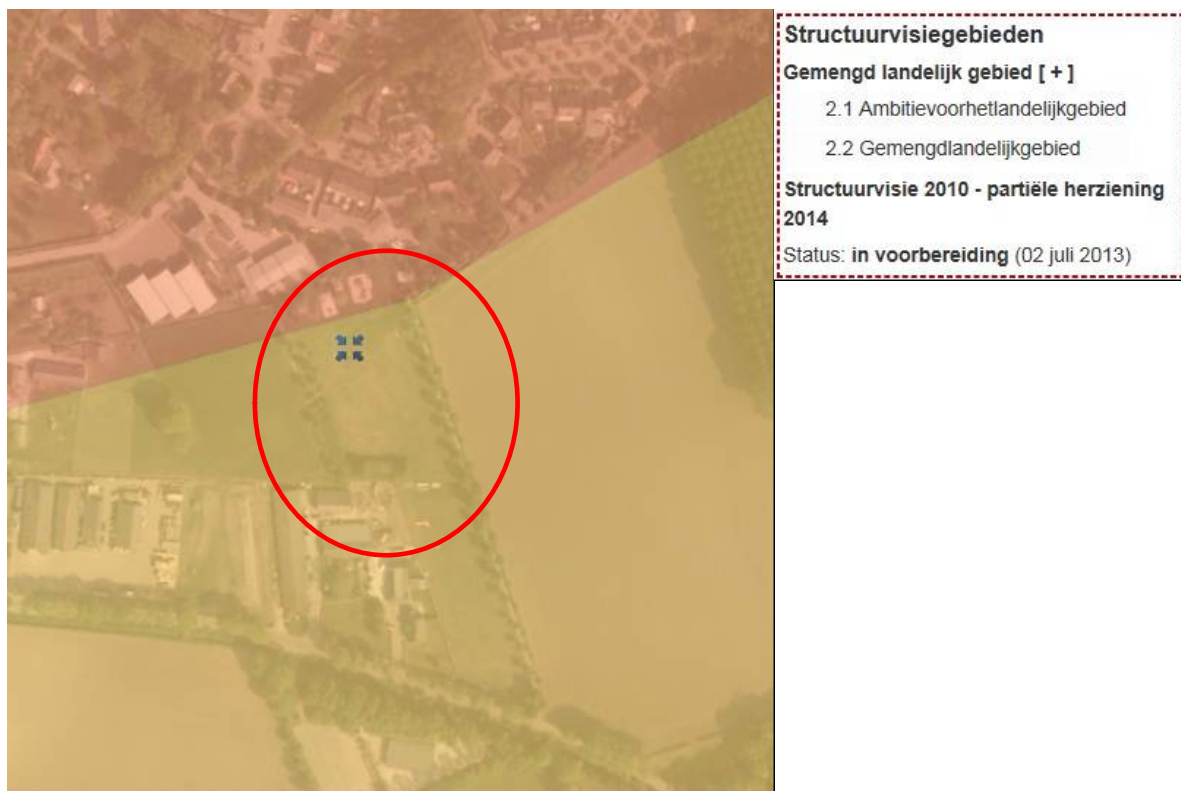 Structuurvisiegebieden
Gemengd landelijk gebied [ + ]
2.1 Ambitievoorhetlandelijkgebied
2.2 Gemengdlandelijkgebied
Structuurvisie 2010 - partiële herziening
2014
Status: in voorbereiding (02 juli 2013)